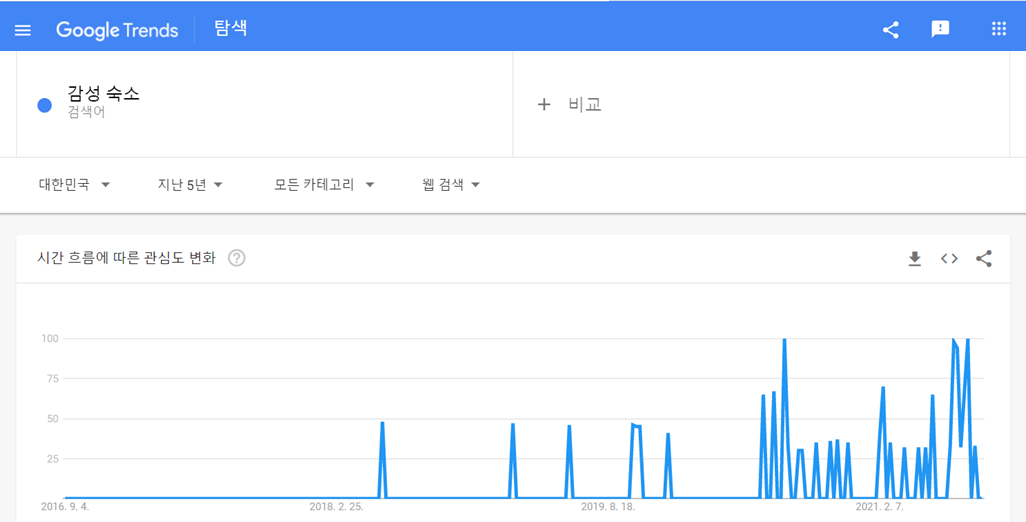 Google Trends 탐색
감성 숙소
검색어
+ 비교
대한민국 지난 5년 모든 카테고리 웹 검색
시간 흐름에 따른 관심도 변화 ?
100
75
50
25
2016. 9. 4. 2018. 2. 25. 2019. 8. 18. 2021. 2. 7.